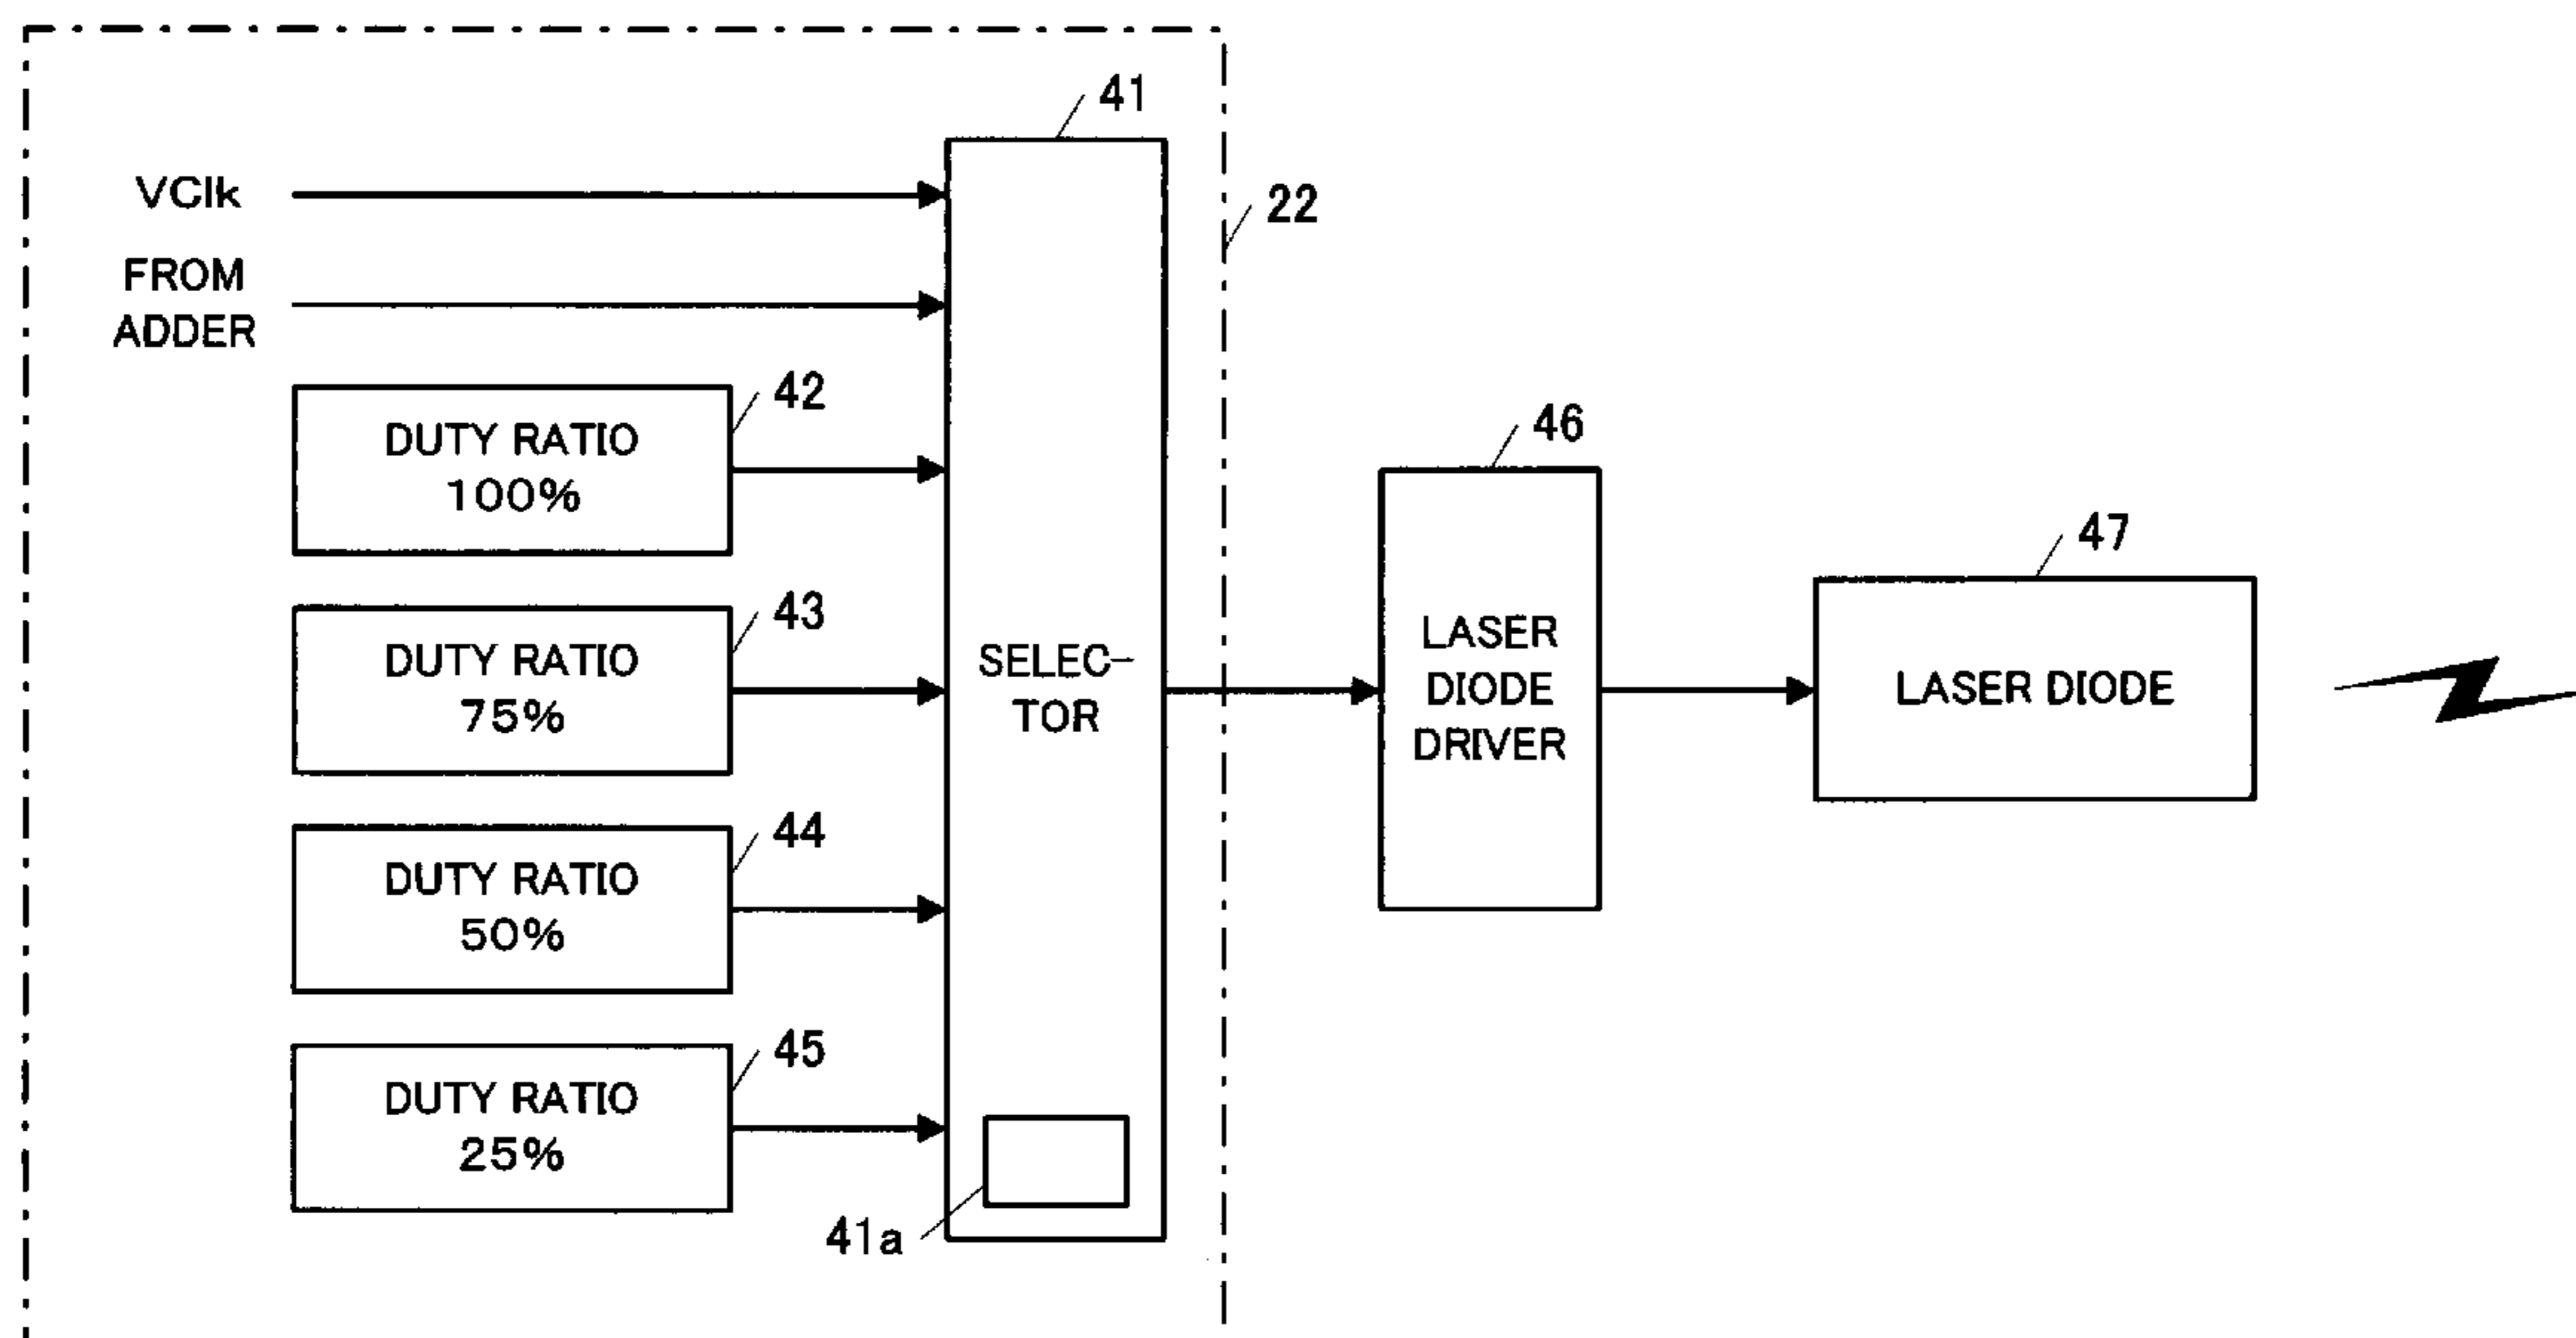 41
VClk
22
FROM
ADDER
42
DUTY RATIO
100%
46
47
43
DUTY RATIO
75%
SELEC-
TOR
LASER
DIODE
DRIVER
LASER DIODE
44
DUTY RATIO
50%
45
DUTY RATIO
25%
41a